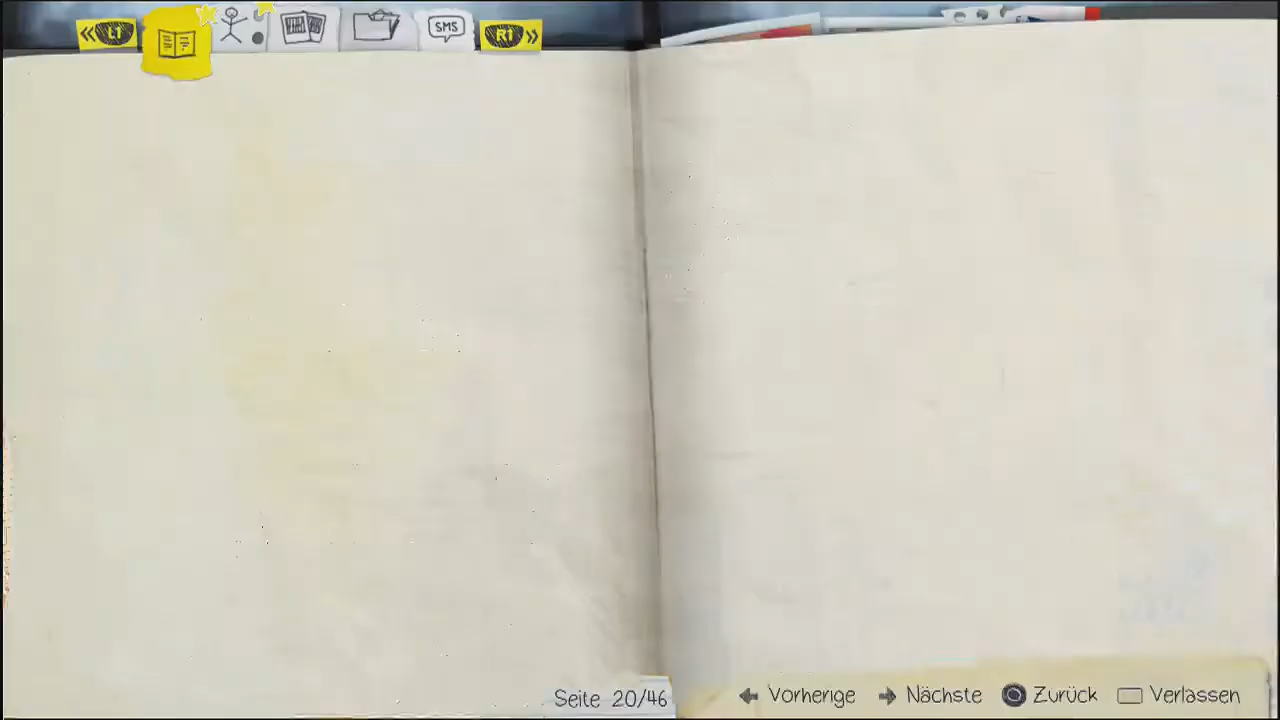 L1
SMS
R1
Seite 20/46
Vorherige
Nächste
Zurück
Verlassen